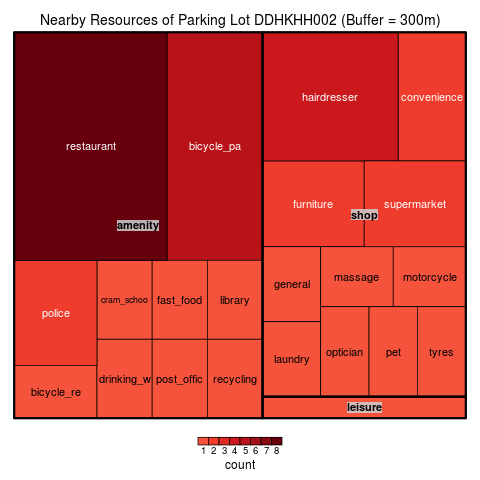 Nearby Resources of Parking Lot DDHKHH002 (Buffer = 300m)
restaurant
bicycle_pa
amenity
police
cram_schoo
fast_food
library
bicycle_re
drinking_w
post_offic
recycling
hairdresser
convenience
furniture
supermarket
shop
general
massage
motorcycle
laundry
optician
pet
tyres
leisure
1 2 3 4 5 6 7 8
count